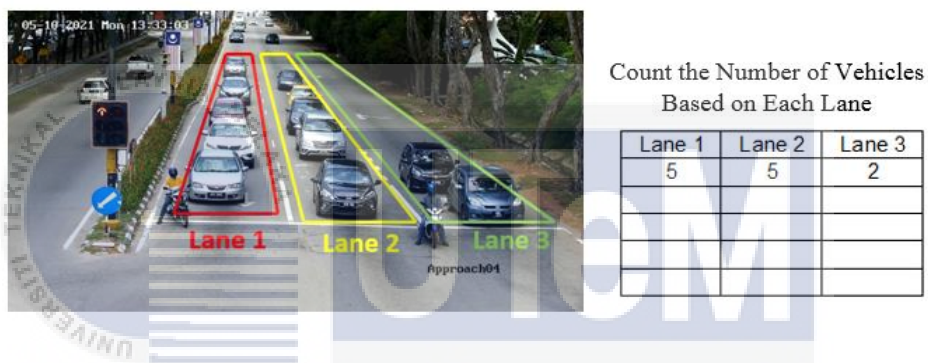 05-10-2021 Mon 13:33:03
Lane 1
Lane 2
Lane 3
Approach04
Count the Number of Vehicles
Based on Each Lane
Lane 1 Lane 2 Lane 3
5 5 2
UTeM